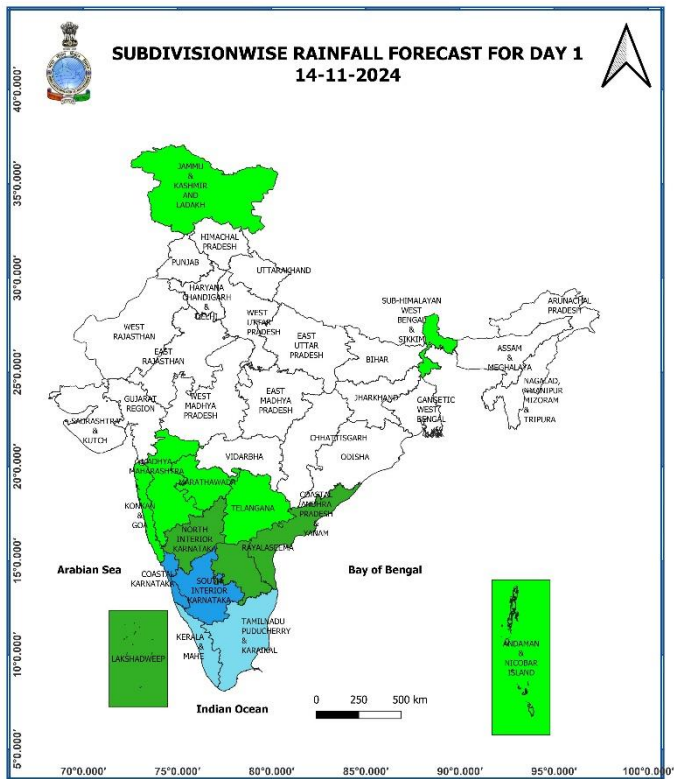 SUBDIVISIONWISE RAINFALL FORECAST FOR DAY 1
14-11-2024
40°0.000'
35°0.000'
30°0.000'
25°0.000'
20°0.000'
15°0.000'
10°0.000'
5°0.000'
JAMMU
&
KASHMIR
AND
LADAKH
HIMACHAL
PRADESH
PUNJAB
UTTARAKHAND
HARYANA
CHANDIGARH
&
DELHI
WEST
RAJASTHAN
EAST
RAJASTHAN
WEST
UTTAR
PRADESH
EAST
UTTAR
PRADESH
SUB-HIMALAYAN
WEST
BENGAL
&
SIKKIM
ARUNACHAL
PRADESH
BIHAR
ASSAM
&
MEGHALAYA
NAGALAD,
MANIPUR
MIZORAM
&
TRIPURA
GUJARAT
REGION
SAURASHTRA
&
KUTCH
WEST
MADHYA
PRADESH
EAST
MADHYA
PRADESH
JHARKHAND
GANGETIC
WEST
BENGAL
CHHATTISGARH
ODISHA
VIDARBHA
MADHYA
MAHARASHTRA
MARATHAWADA
KONKAN
&
GOA
TELANGANA
COASTAL
ANDHRA
PRADESH
&
YANAM
NORTH
INTERIOR
KARNATAKA
RAYALASEEMA
COASTAL
KARNATAKA
SOUTH
INTERIOR
KARNATAKA
TAMILNADU
PUDUCHERRY
&
KARAIKAL
KERALA
&
MAHE
LAKSHADWEEP
ANDAMAN
&
NICOBAR
ISLAND
Arabian Sea
Bay of Bengal
Indian Ocean
0 250 500 km
70°0.000' 75°0.000' 80°0.000' 85°0.000' 90°0.000' 95°0.000' 100°0.000'